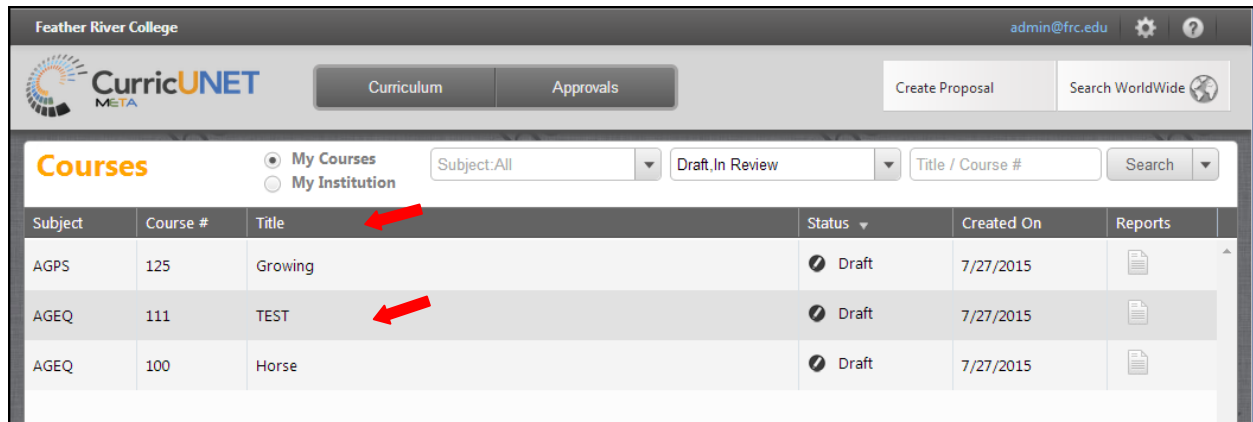 Feather River College admin@frc.edu ?
CurricUNET META Curriculum Approvals Create Proposal Search WorldWide
Courses My Courses Subject:All Draft,In Review Title / Course # Search
My Institution
Subject Course # Title Status Created On Reports
AGPS 125 Growing Draft 7/27/2015
AGEQ 111 TEST Draft 7/27/2015
AGEQ 100 Horse Draft 7/27/2015